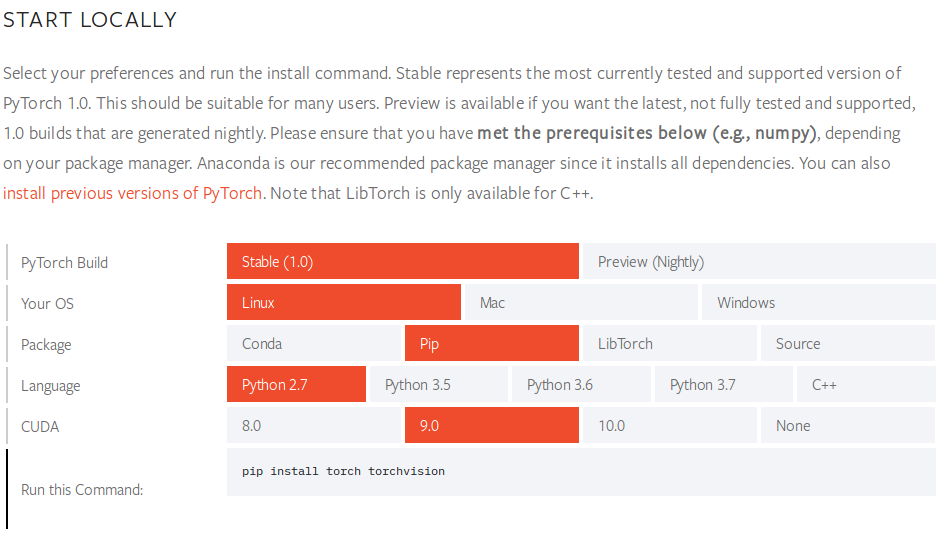 START LOCALLY
Select your preferences and run the install command. Stable represents the most currently tested and supported version of
PyTorch 1.0. This should be suitable for many users. Preview is available if you want the latest, not fully tested and supported,
1.0 builds that are generated nightly. Please ensure that you have met the prerequisites below (e.g., numpy), depending
on your package manager. Anaconda is our recommended package manager since it installs all dependencies. You can also
install previous versions of PyTorch. Note that LibTorch is only available for C++.
PyTorch Build Stable (1.0) Preview (Nightly)
Your OS Linux Mac Windows
Package Conda Pip LibTorch Source
Language Python 2.7 Python 3.5 Python 3.6 Python 3.7 C++
CUDA 8.0 9.0 10.0 None
Run this Command: pip install torch torchvision